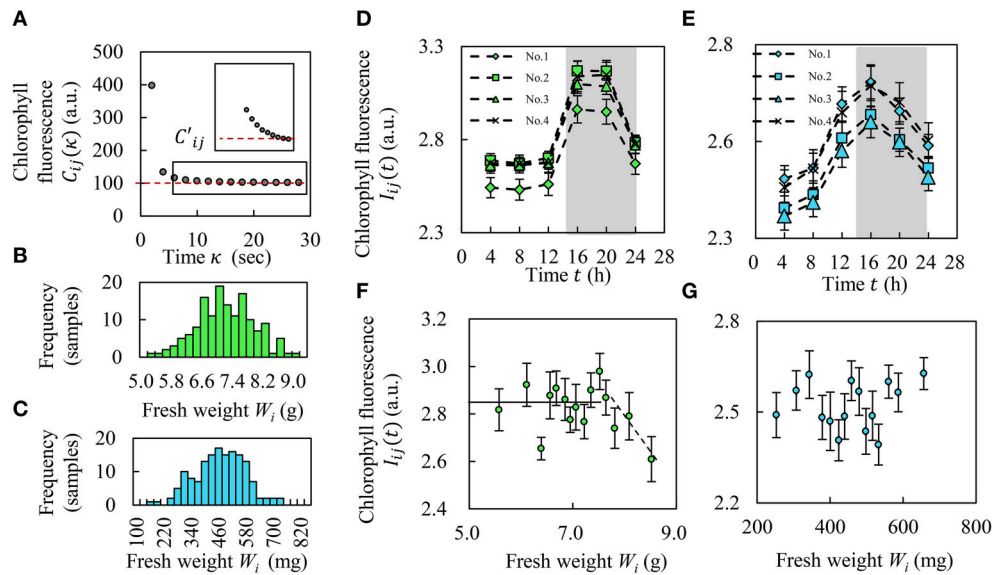 A
Chlorophyll
fluorescence
C_ij(κ) (a.u.)
500
400
300
200
100
0
C′_ij
0 10 20 30
Time κ (sec)
B
Frequency
(samples)
20
10
0
5.0 5.8 6.6 7.4 8.2 9.0
Fresh weight W_i (g)
C
Frequency
(samples)
20
10
0
100 220 340 460 580 700 820
Fresh weight W_i (mg)
D
Chlorophyll fluorescence
I_ij(t) (a.u.)
3.3
2.8
2.3
No.1
No.2
No.3
No.4
0 4 8 12 16 20 24 28
Time t (h)
E
2.8
2.6
2.3
No.1
No.2
No.3
No.4
0 4 8 12 16 20 24 28
Time t (h)
F
Chlorophyll fluorescence
I_ij(t) (a.u.)
3.2
3.0
2.8
2.6
2.4
5.0 7.0 9.0
Fresh weight W_i (g)
G
2.8
2.5
2.2
200 400 600 800
Fresh weight W_i (mg)